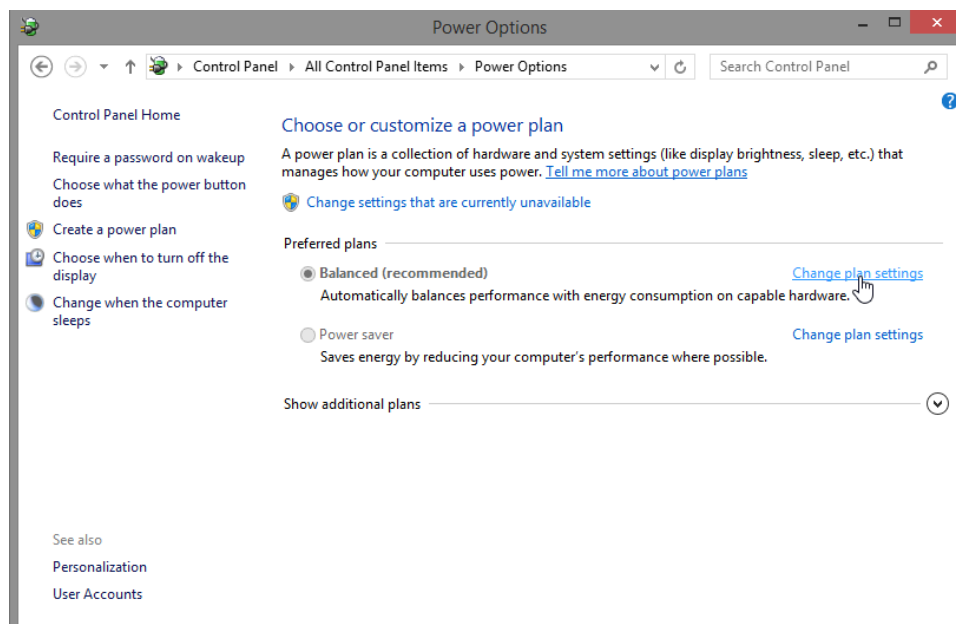 Power Options
Control Panel
All Control Panel Items
Power Options
Search Control Panel
?
Control Panel Home
Require a password on wakeup
Choose what the power button
does
Create a power plan
Choose when to turn off the
display
Change when the computer
sleeps
See also
Personalization
User Accounts
Choose or customize a power plan
A power plan is a collection of hardware and system settings (like display brightness, sleep, etc.) that
manages how your computer uses power. Tell me more about power plans
Change settings that are currently unavailable
Preferred plans
Balanced (recommended) Change plan settings
Automatically balances performance with energy consumption on capable hardware.
Power saver Change plan settings
Saves energy by reducing your computer's performance where possible.
Show additional plans